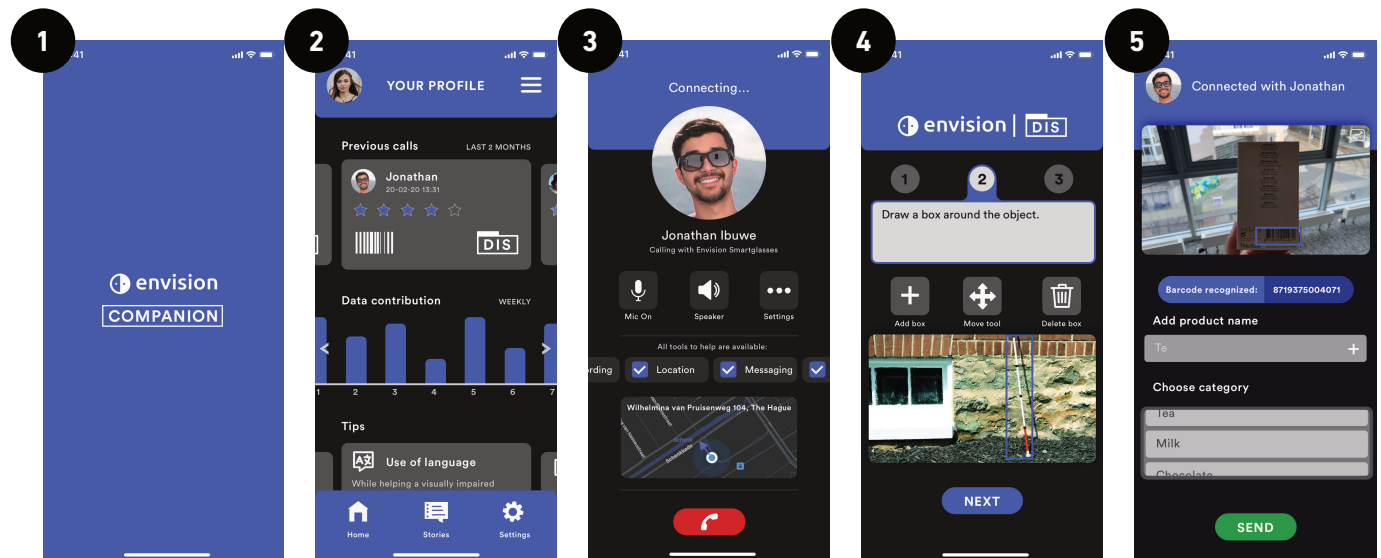 1
:41
envision
COMPANION
2
41
YOUR PROFILE
Previous calls
LAST 2 MONTHS
Jonathan
20-02-20 13:31
DIS
Data contribution
WEEKLY
1 2 3 4 5 6 7
Tips
Use of language
While helping a visually impaired
Home Stories Settings
3
41
Connecting...
Jonathan Ibuwe
Calling with Envision Smartglasses
Mic On Speaker Settings
All tools to help are available:
rding Location Messaging
Wilhelmina van Pruisenweg 104, The Hague
Schenk
Schenkkade
4
41
envision | DIS
1 2 3
Draw a box around the object.
Add box Move tool Delete box
NEXT
5
41
Connected with Jonathan
Barcode recognized: 8719375004071
Add product name
Te
Choose category
Tea
Milk
Chocolate
SEND